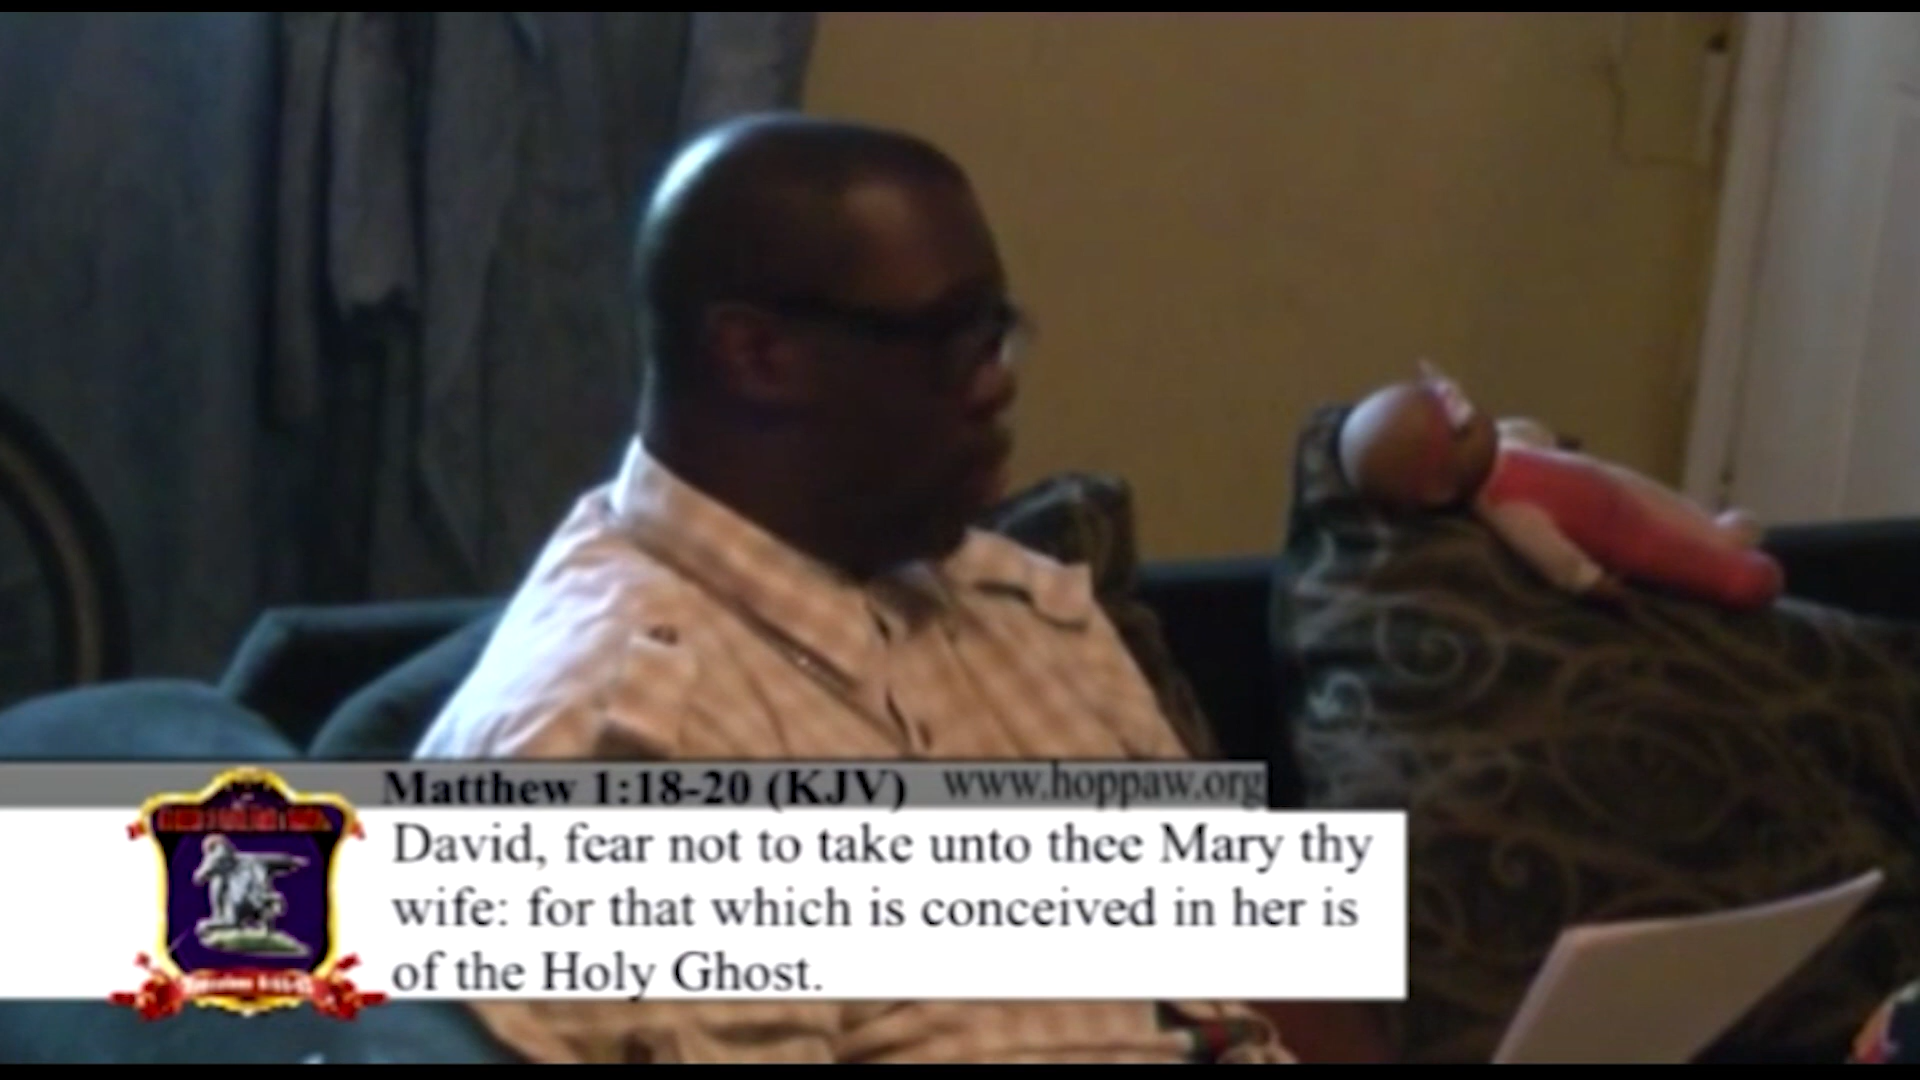 Matthew 1:18-20 (KJV) www.hoppaw.org
David, fear not to take unto thee Mary thy
wife: for that which is conceived in her is
of the Holy Ghost.